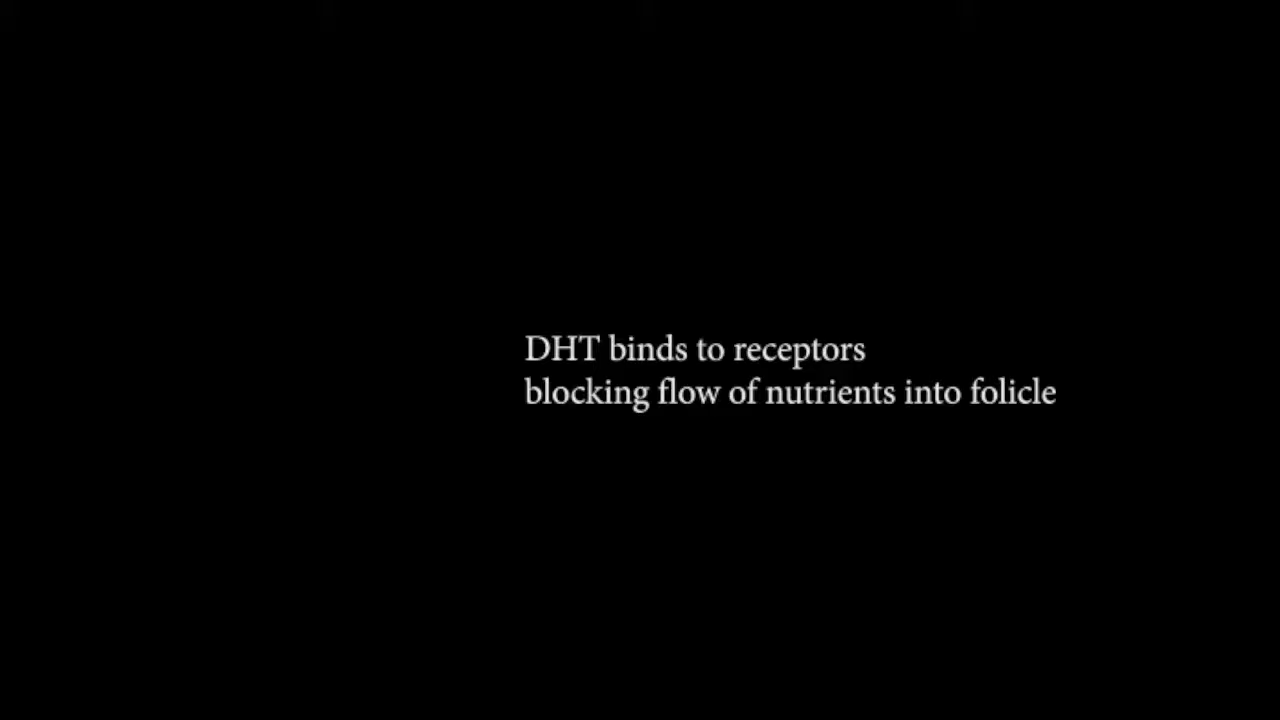 DHT binds to receptors
blocking flow of nutrients into folicle